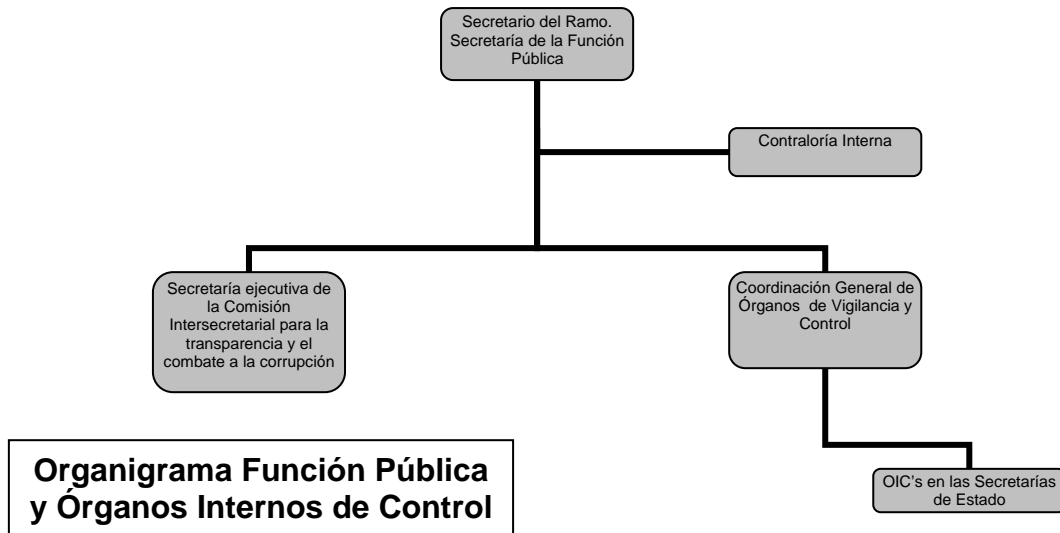 Secretario del Ramo.
Secretaría de la Función
Pública
Contraloría Interna
Secretaría ejecutiva de
la Comisión
Intersecretarial para la
transparencia y el
combate a la corrupción
Coordinación General de
Órganos de Vigilancia y
Control
OIC's en las Secretarías
de Estado
Organigrama Función Pública
y Órganos Internos de Control